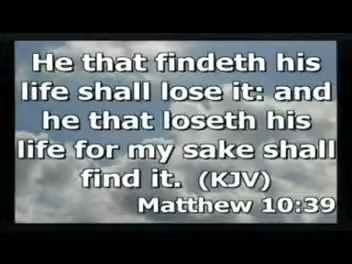 He that findeth his
life shall lose it: and
he that loseth his
life for my sake shall
find it. (KJV)
Matthew 10:39